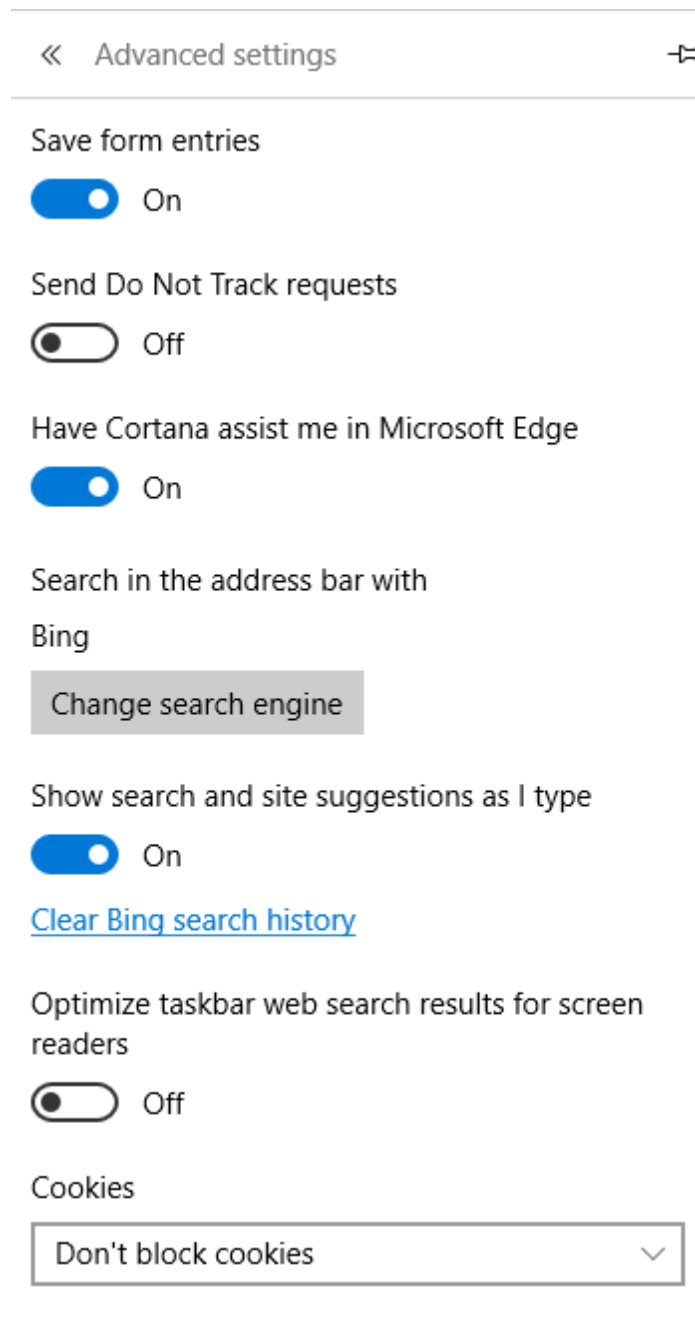 Advanced settings
Save form entries
On
Send Do Not Track requests
Off
Have Cortana assist me in Microsoft Edge
On
Search in the address bar with
Bing
Change search engine
Show search and site suggestions as I type
On
Clear Bing search history
Optimize taskbar web search results for screen
readers
Off
Cookies
Don't block cookies